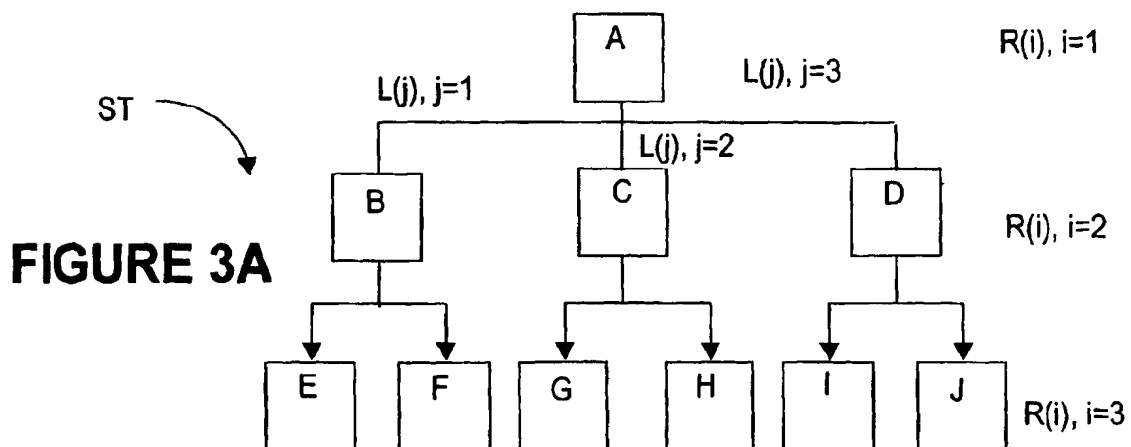 A
R(i), i=1
L(j), j=1
L(j), j=3
ST
L(j), j=2
B
C
D
R(i), i=2
FIGURE 3A
E
F
G
H
I
J
R(i), i=3